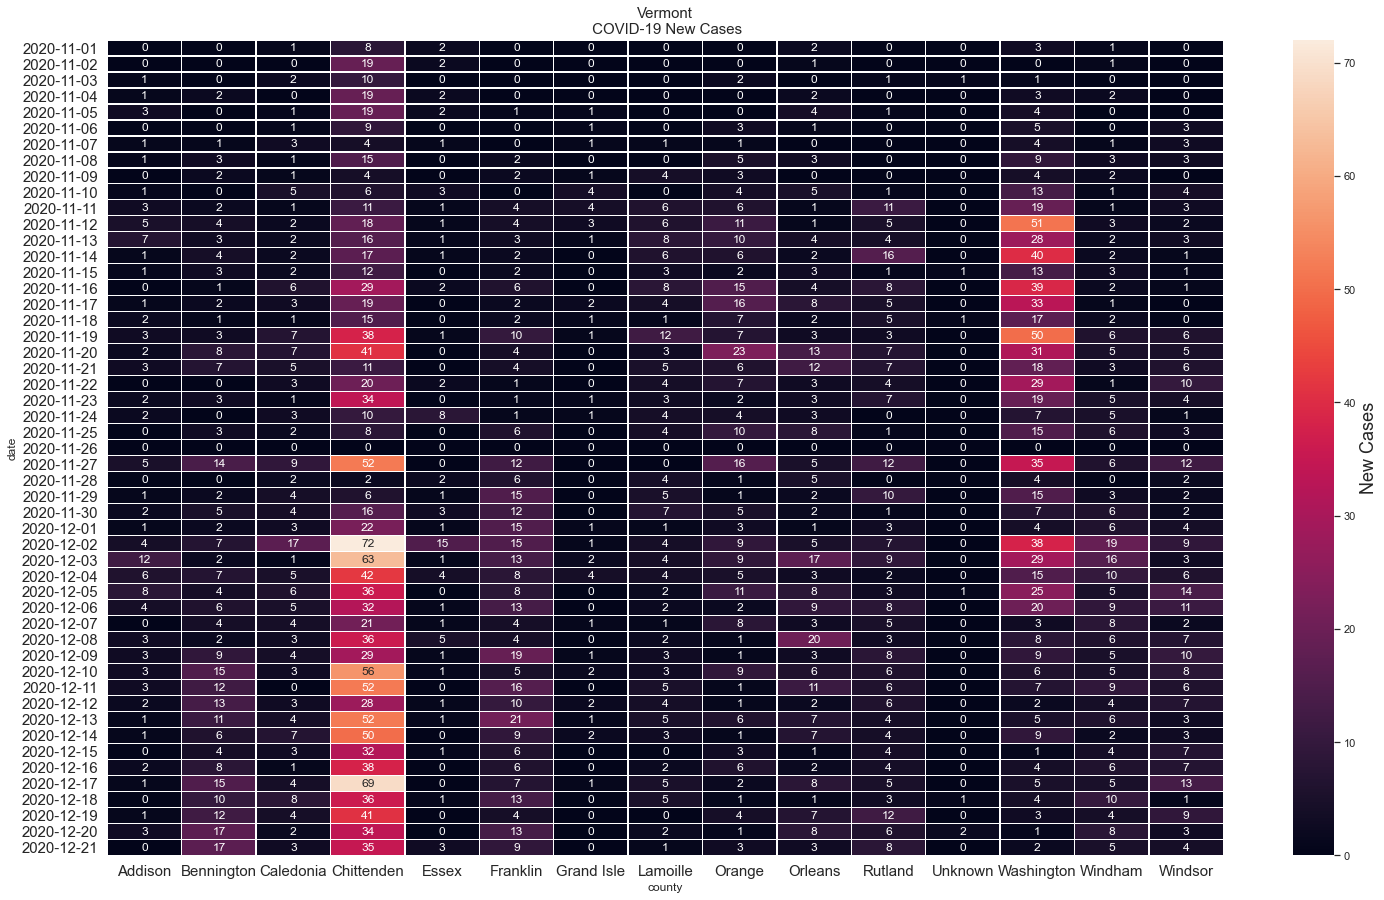 Vermont
COVID-19 New Cases
2020-11-01 0 0 1 8 2 0 0 0 0 2 0 0 3 1 0
2020-11-02 0 0 0 19 2 0 0 0 0 1 0 0 0 1 0
2020-11-03 1 0 2 10 0 0 0 0 2 0 1 1 1 0 0
2020-11-04 1 2 0 19 2 0 0 0 0 2 0 0 3 2 0
2020-11-05 3 0 1 19 2 1 1 0 0 4 1 0 4 0 0
2020-11-06 0 0 1 9 0 0 1 0 3 1 0 0 5 0 3
2020-11-07 1 1 3 4 1 0 1 1 1 0 0 0 4 1 3
2020-11-08 1 3 1 15 0 2 0 0 5 3 0 0 9 3 3
2020-11-09 0 2 1 4 0 2 1 4 3 0 0 0 4 2 0
2020-11-10 1 0 5 6 3 0 4 0 4 5 1 0 13 1 4
2020-11-11 3 2 1 11 1 4 4 6 6 1 11 0 19 1 3
2020-11-12 5 4 2 18 1 4 3 6 11 1 5 0 51 3 2
2020-11-13 7 3 2 16 1 3 1 8 10 4 4 0 28 2 3
2020-11-14 1 4 2 17 1 2 0 6 6 2 16 0 40 2 1
2020-11-15 1 3 2 12 0 2 0 3 2 3 1 1 13 3 1
2020-11-16 0 1 6 29 2 6 0 8 15 4 8 0 39 2 1
2020-11-17 1 2 3 19 0 2 2 4 16 8 5 0 33 1 0
2020-11-18 2 1 1 15 0 2 1 1 7 2 5 1 17 2 0
2020-11-19 3 3 7 38 1 10 1 12 7 3 3 0 50 6 6
2020-11-20 2 8 7 41 0 4 0 3 23 13 7 0 31 5 5
2020-11-21 3 7 5 11 0 4 0 5 6 12 7 0 18 3 6
2020-11-22 0 0 3 20 2 1 0 4 7 3 4 0 29 1 10
2020-11-23 2 3 1 34 0 1 1 3 2 3 7 0 19 5 4
2020-11-24 2 0 3 10 8 1 1 4 4 3 0 0 7 5 1
2020-11-25 0 3 2 8 0 6 0 4 10 8 1 0 15 6 3
2020-11-26 0 0 0 0 0 0 0 0 0 0 0 0 0 0 0
2020-11-27 5 14 9 52 0 12 0 0 16 5 12 0 35 6 12
2020-11-28 0 0 2 2 2 6 0 4 1 5 0 0 4 0 2
2020-11-29 1 2 4 6 1 15 0 5 1 2 10 0 15 3 2
2020-11-30 2 5 4 16 3 12 0 7 5 2 1 0 7 6 2
2020-12-01 1 2 3 22 1 15 1 1 3 1 3 0 4 6 4
2020-12-02 4 7 17 72 15 15 1 4 9 5 7 0 38 19 9
2020-12-03 12 2 1 63 1 13 2 4 9 17 9 0 29 16 3
2020-12-04 6 7 5 42 4 8 4 4 5 3 2 0 15 10 6
2020-12-05 8 4 6 36 0 8 0 2 11 8 3 1 25 5 14
2020-12-06 4 6 5 32 1 13 0 2 2 9 8 0 20 9 11
2020-12-07 0 4 4 21 1 4 1 1 8 3 5 0 3 8 2
2020-12-08 3 2 3 36 5 4 0 2 1 20 3 0 8 6 7
2020-12-09 3 9 4 29 1 19 1 3 1 3 8 0 9 5 10
2020-12-10 3 15 3 56 1 5 2 3 9 6 6 0 6 5 8
2020-12-11 3 12 0 52 0 16 0 5 1 11 6 0 7 9 6
2020-12-12 2 13 3 28 1 10 2 4 1 2 6 0 2 4 7
2020-12-13 1 11 4 52 1 21 1 5 6 7 4 0 5 6 3
2020-12-14 1 6 7 50 0 9 2 3 1 7 4 0 9 2 3
2020-12-15 0 4 3 32 1 6 0 0 3 1 4 0 1 4 7
2020-12-16 2 8 1 38 0 6 0 2 6 2 4 0 4 6 7
2020-12-17 1 15 4 69 0 7 1 5 2 8 5 0 5 5 13
2020-12-18 0 10 8 36 1 13 0 5 1 1 3 1 4 10 1
2020-12-19 1 12 4 41 0 4 0 0 4 7 12 0 3 4 9
2020-12-20 3 17 2 34 0 13 0 2 1 8 6 2 1 8 3
2020-12-21 0 17 3 35 3 9 0 1 3 3 8 0 2 5 4
Addison Bennington Caledonia Chittenden Essex Franklin Grand Isle Lamoille Orange Orleans Rutland Unknown Washington Windham Windsor
county
date
70
60
50
40
30
20
10
0
New Cases